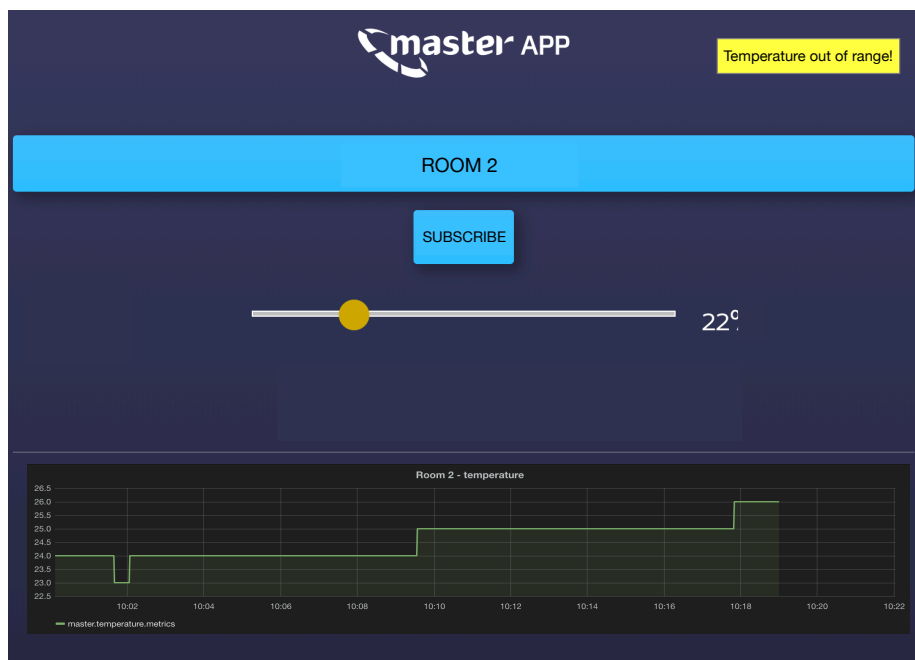 master APP
Temperature out of range!
ROOM 2
SUBSCRIBE
22º
Room 2 - temperature
26.5
26.0
25.5
25.0
24.5
24.0
23.5
23.0
22.5
10:02 10:04 10:06 10:08 10:10 10:12 10:14 10:16 10:18 10:20 10:22
master.temperature.metrics